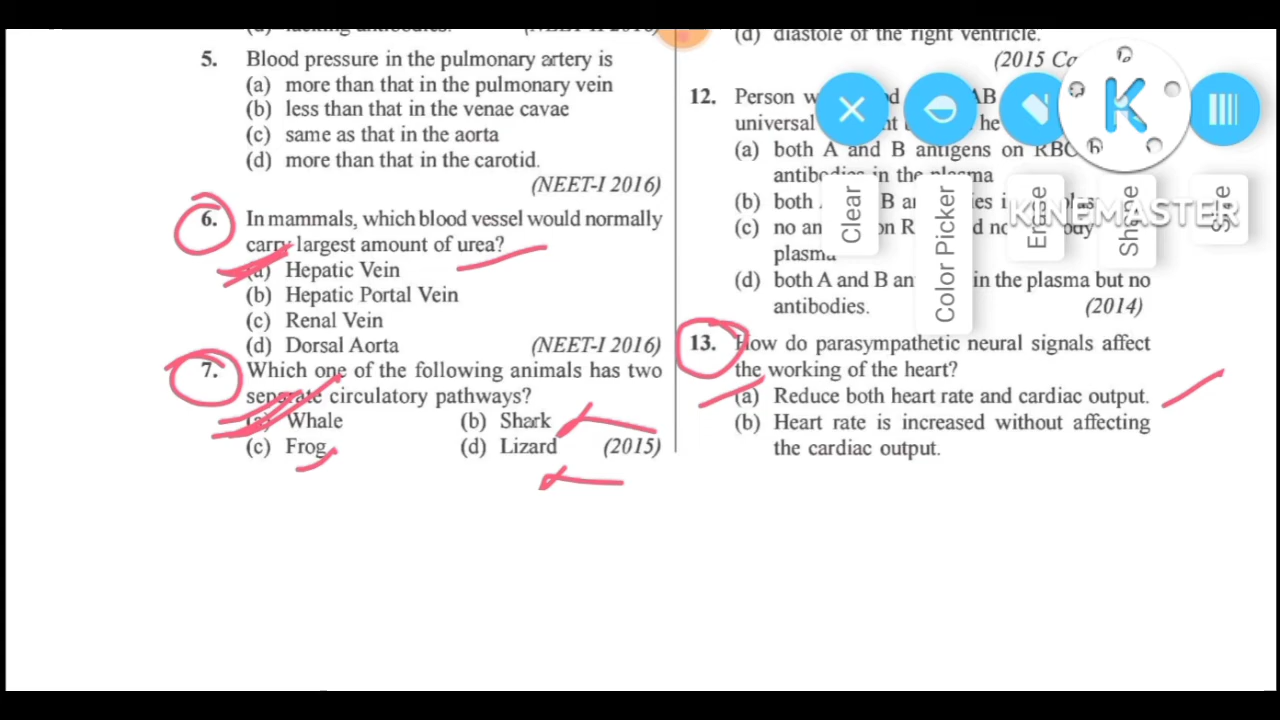 lacking antibodies.
5. Blood pressure in the pulmonary artery is
(a) more than that in the pulmonary vein
(b) less than that in the venae cavae
(c) same as that in the aorta
(d) more than that in the carotid.
(NEET-I 2016)
6. In mammals, which blood vessel would normally
carry largest amount of urea?
(a) Hepatic Vein
(b) Hepatic Portal Vein
(c) Renal Vein
(d) Dorsal Aorta (NEET-I 2016)
7. Which one of the following animals has two
separate circulatory pathways?
(a) Whale (b) Shark
(c) Frog (d) Lizard (2015)
(d) diastole of the right ventricle.
(2015
12. Person
universal he
(a) both A and B antigens on RBC
antibodies in the plasma
(b) both
(c) no
plasma
(d) both A and B in the plasma but no
antibodies. (2014)
13. How do parasympathetic neural signals affect
the working of the heart?
(a) Reduce both heart rate and cardiac output.
(b) Heart rate is increased without affecting
the cardiac output.
K
Clear
Color Picker
Erase
Shape
Size
KINEMASTER